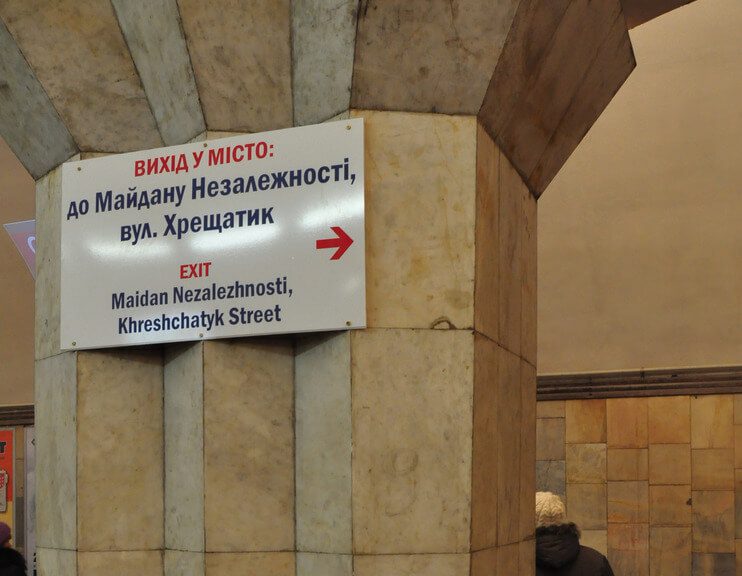 ВИХІД У МІСТО:
до Майдану Незалежності,
вул. Хрещатик
EXIT
Maidan Nezalezhnosti,
Khreshchatyk Street